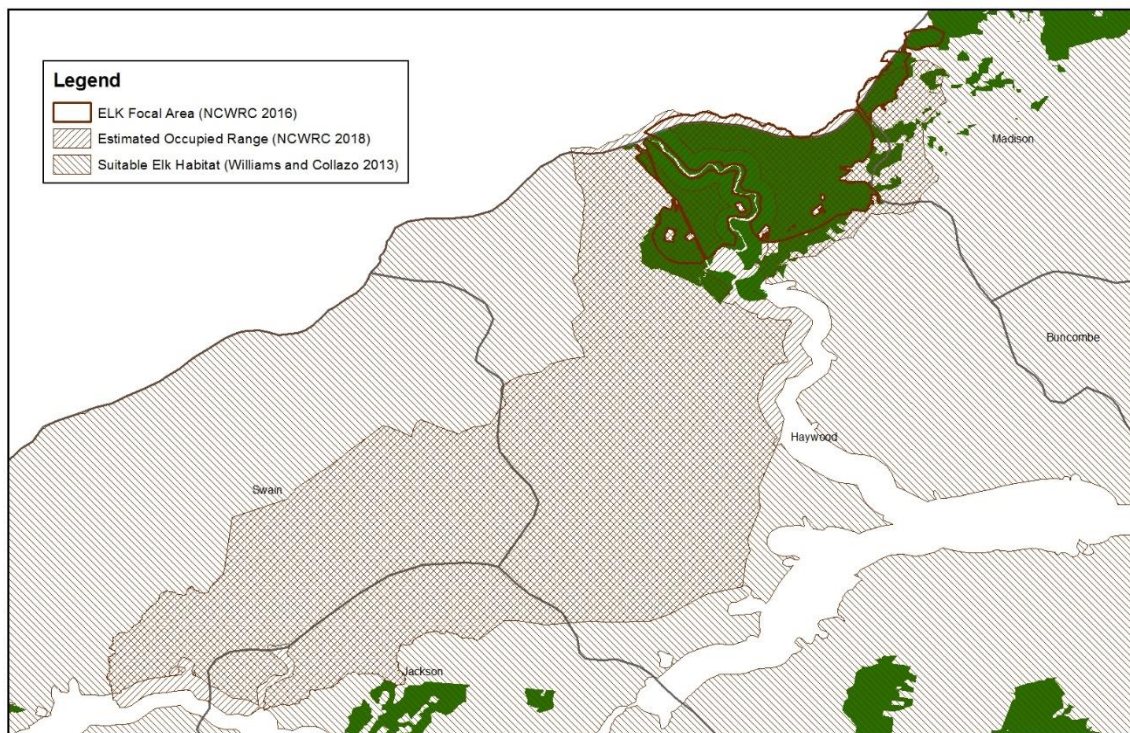 Legend
ELK Focal Area (NCWRC 2016)
Estimated Occupied Range (NCWRC 2018)
Suitable Elk Habitat (Williams and Collazo 2013)
Madison
Buncombe
Haywood
Swain
Jackson